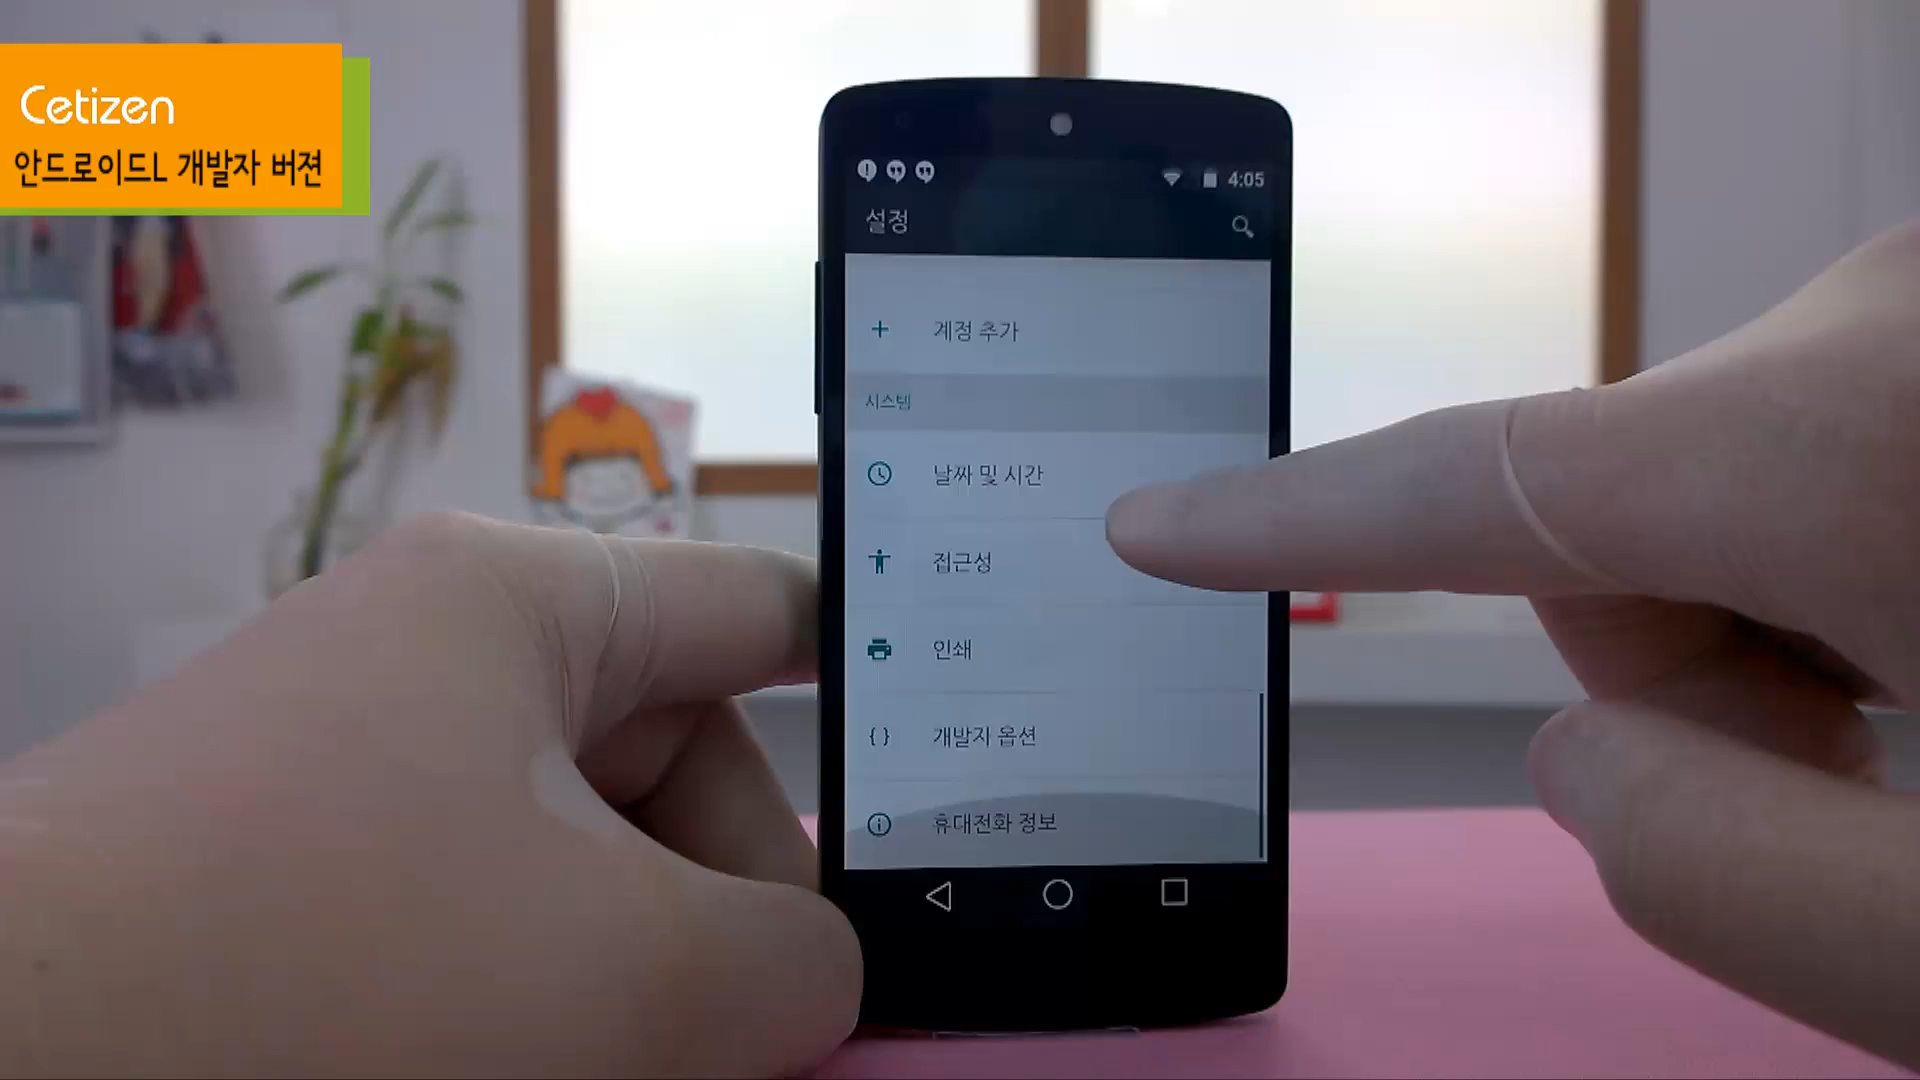 Cetizen
안드로이드L 개발자 버젼
4:05
설정
계정 추가
시스템
날짜 및 시간
접근성
인쇄
{ } 개발자 옵션
휴대전화 정보